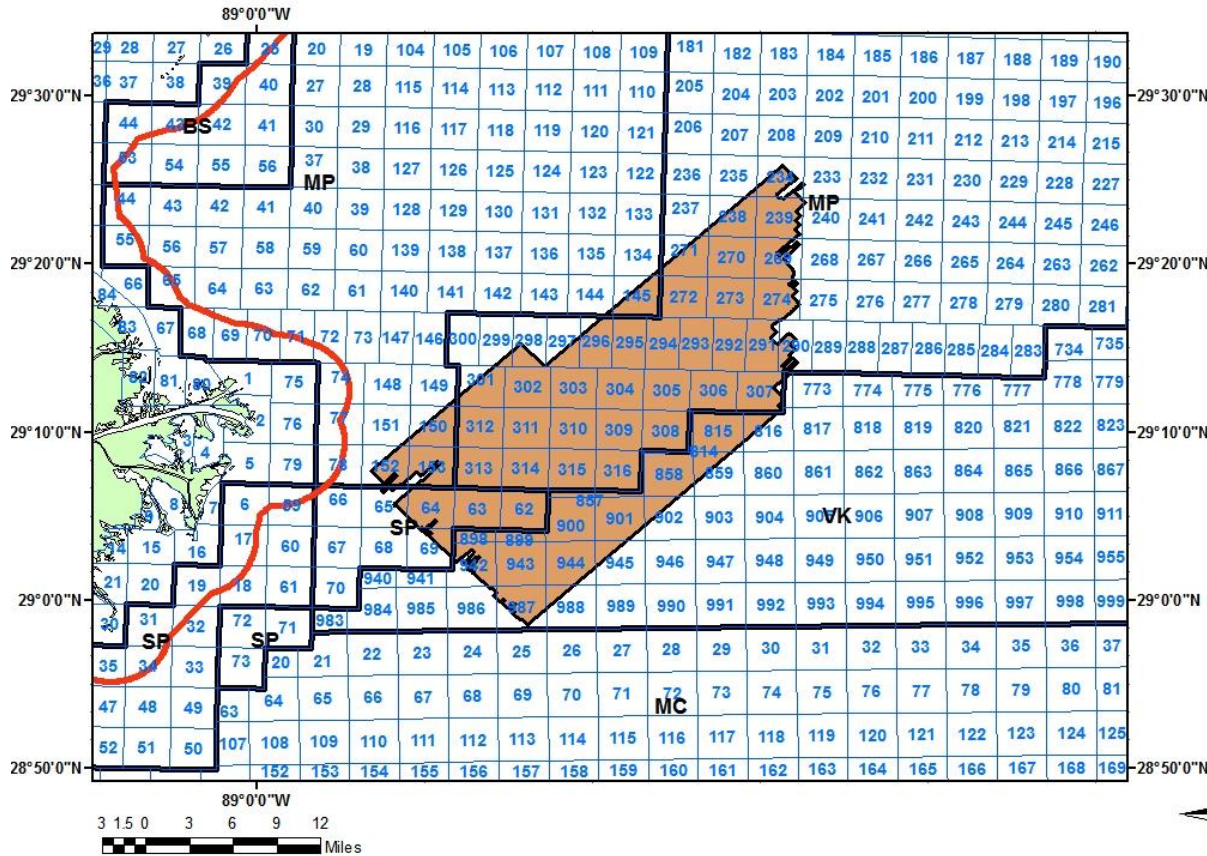 89°0'0"W
29 28 27 26 25 20 19 104 105 106 107 108 109 181 182 183 184 185 186 187 188 189 190
36 37 38 39 40 27 28 115 114 113 112 111 110 205 204 203 202 201 200 199 198 197 196
29°30'0"N 29°30'0"N
44 43 BS 42 41 30 29 116 117 118 119 120 121 206 207 208 209 210 211 212 213 214 215
53 54 55 56 37 38 127 126 125 124 123 122 236 235 234 233 232 231 230 229 228 227
MP MP
44 43 42 41 40 39 128 129 130 131 132 133 237 238 239 240 241 242 243 244 245 246
55 56 57 58 59 60 139 138 137 136 135 134 271 270 269 268 267 266 265 264 263 262
29°20'0"N 29°20'0"N
84 66 65 64 63 62 61 140 141 142 143 144 145 272 273 274 275 276 277 278 279 280 281
83 67 68 69 70 71 72 73 147 146 300 299 298 297 296 295 294 293 292 291 290 289 288 287 286 285 284 283 734 735
81 80 1 75 74 148 149 301 302 303 304 305 306 307 773 774 775 776 777 778 779
29°10'0"N 29°10'0"N
3 4 2 76 77 151 150 312 311 310 309 308 815 816 817 818 819 820 821 822 823
814
5 79 78 152 153 313 314 315 316 858 859 860 861 862 863 864 865 866 867
9 8 7 6 59 66 65 64 63 62 857
SP 900 901 902 903 904 VK 906 907 908 909 910 911
14 15 16 17 60 67 68 69 898 899
21 20 19 18 61 70 940 941 942 943 944 945 946 947 948 949 950 951 952 953 954 955
29°0'0"N 29°0'0"N
30 31 32 72 71 983 984 985 986 987 988 989 990 991 992 993 994 995 996 997 998 999
SP SP
35 34 33 73 20 21 22 23 24 25 26 27 28 29 30 31 32 33 34 35 36 37
47 48 49 63 64 65 66 67 68 69 70 71 72 73 74 75 76 77 78 79 80 81
MC
52 51 50 107 108 109 110 111 112 113 114 115 116 117 118 119 120 121 122 123 124 125
28°50'0"N 28°50'0"N
152 153 154 155 156 157 158 159 160 161 162 163 164 165 166 167 168 169
89°0'0"W
3 1.5 0 3 6 9 12
Miles